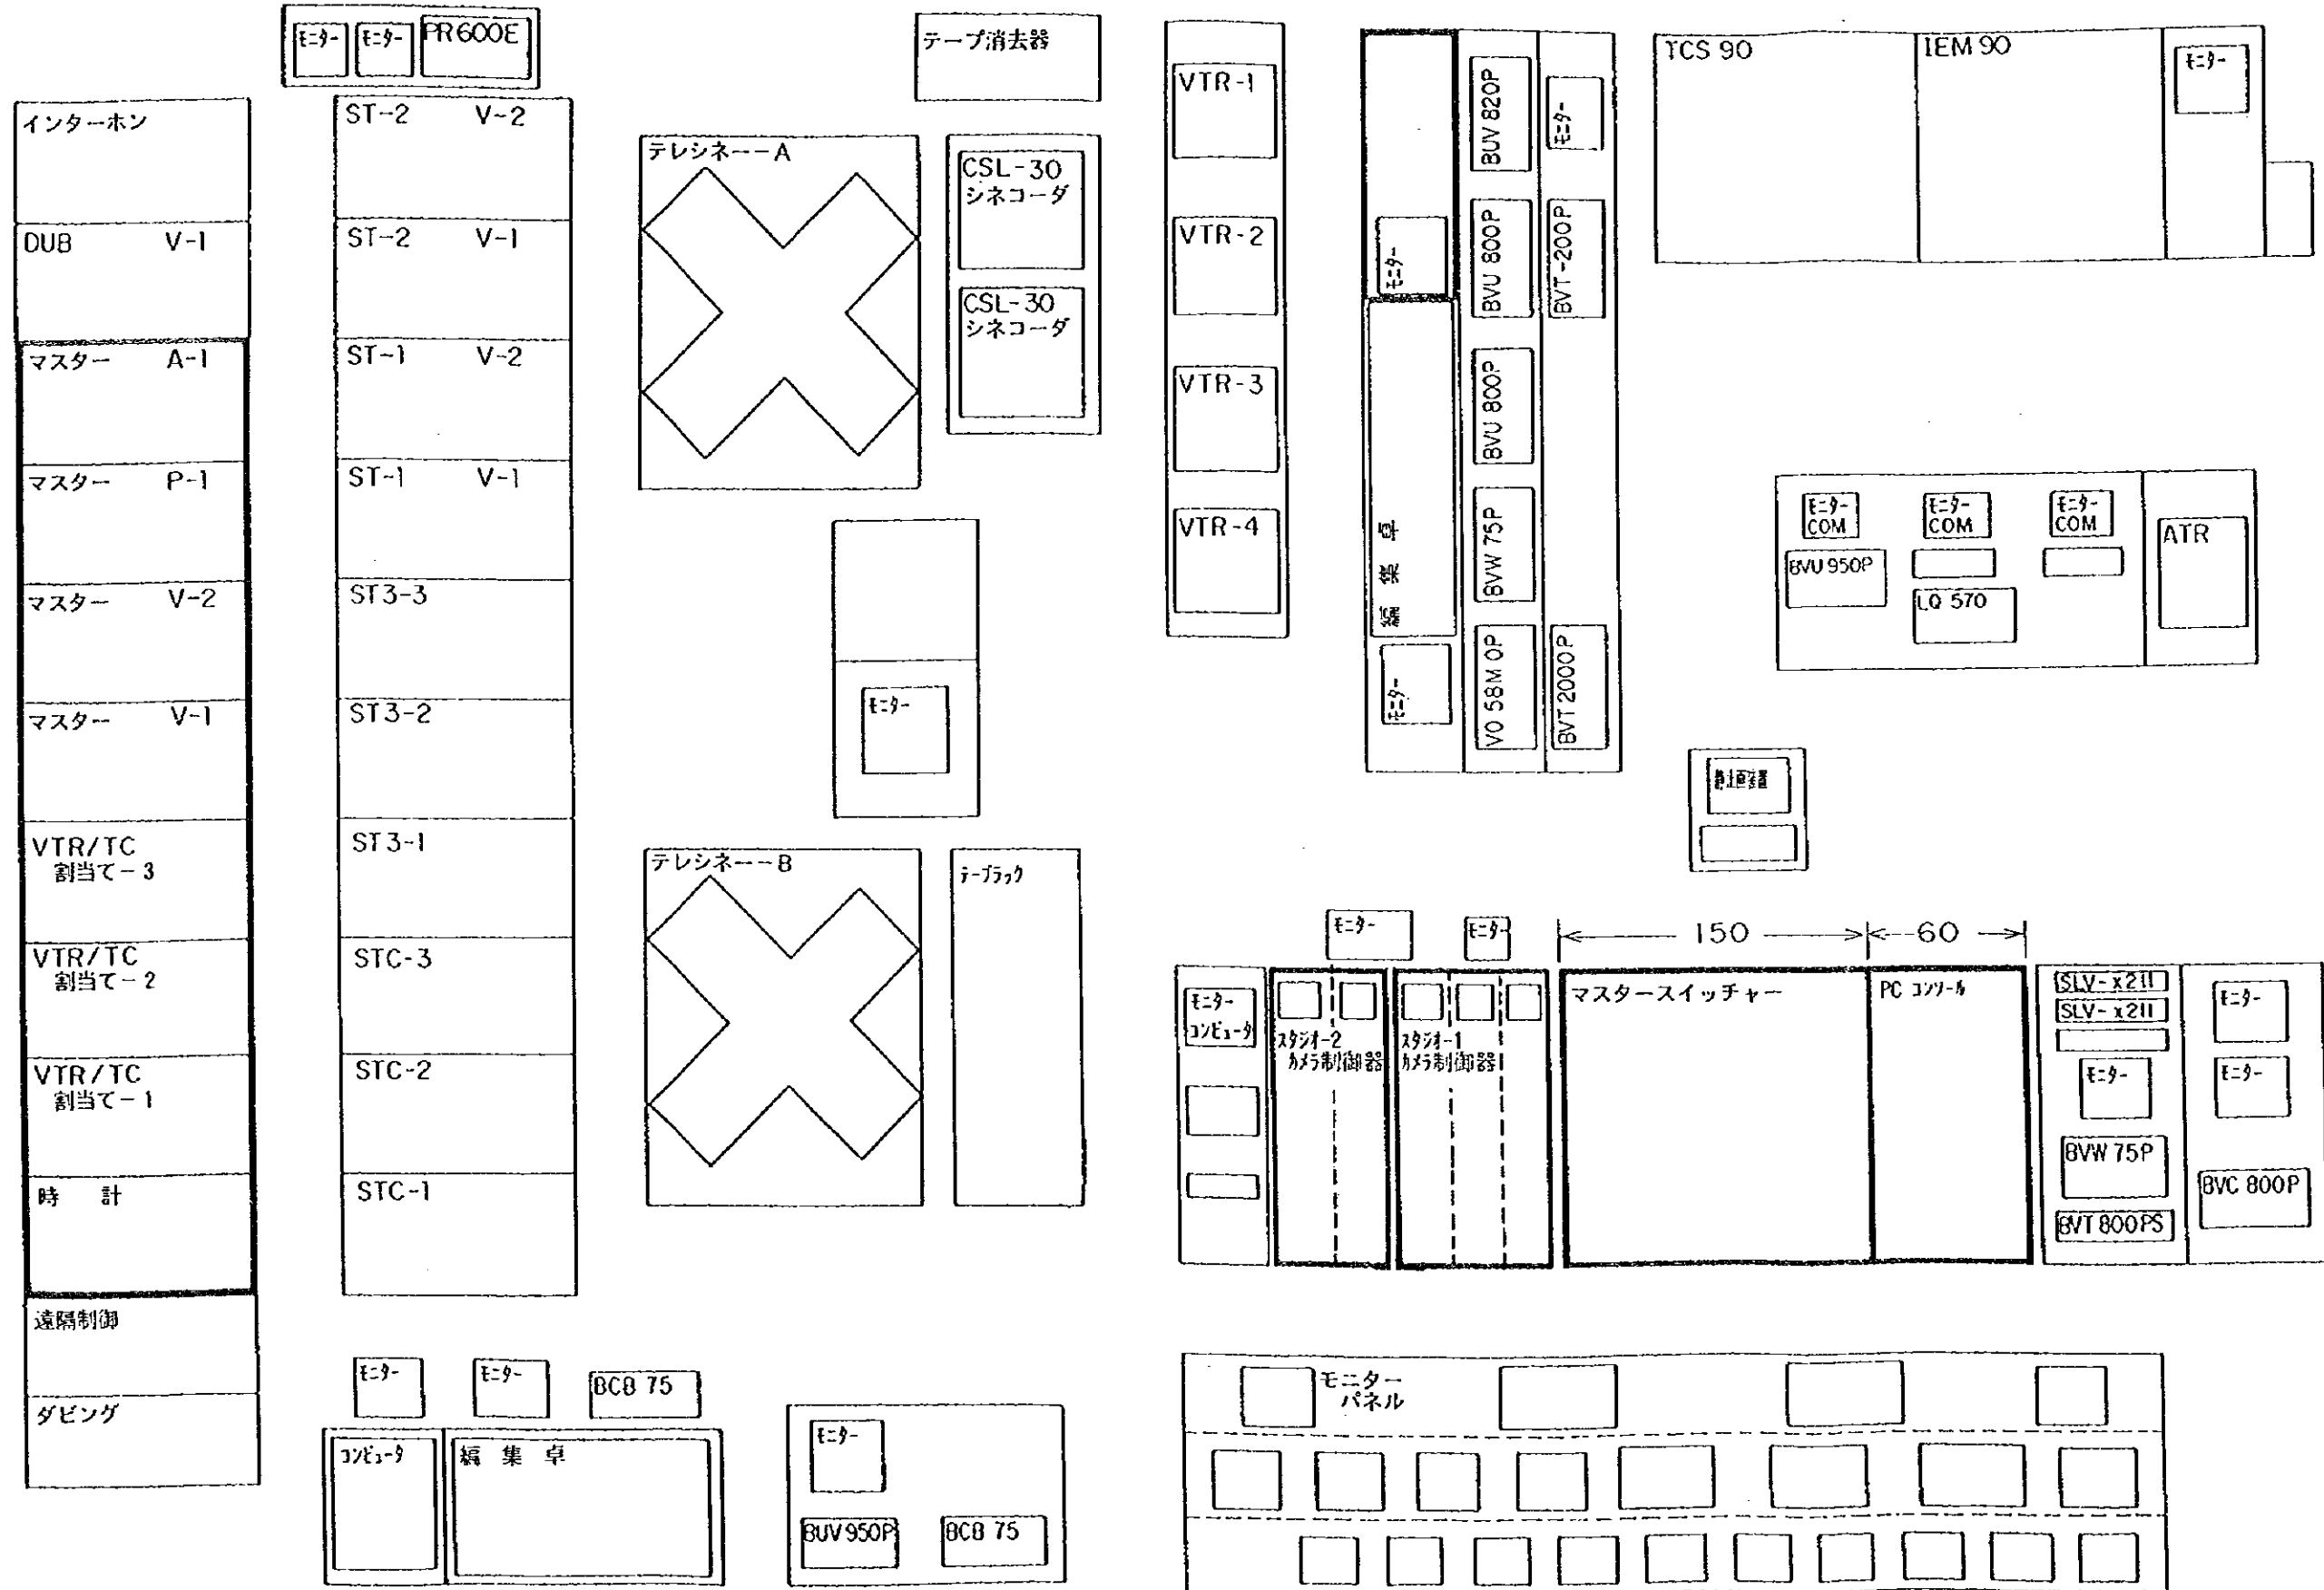 モニター
モニター
PR600E
インターホン
DUB V-1
マスター A-1
マスター P-1
マスター V-2
マスター V-1
VTR/TC
割当て-3
VTR/TC
割当て-2
VTR/TC
割当て-1
時 計
遠隔制御
ダビング
ST-2 V-2
ST-2 V-1
ST-1 V-2
ST-1 V-1
ST3-3
ST3-2
ST3-1
STC-3
STC-2
STC-1
モニター
モニター
BCB 75
コンピュータ
編 集 卓
テープ消去器
テレシネ--A
CSL-30
シネコーダ
CSL-30
シネコーダ
モニター
テレシネ--B
テープラック
モニター
BUV950P
BCB 75
VTR-1
VTR-2
VTR-3
VTR-4
モニター
編 集 卓
モニター
BUV 820P
BVU 800P
BVU 800P
BVW 75P
VO 58M OP
モニター
BVT-200P
BVT2000P
TCS 90
IEM 90
モニター
モニター
COM
BVU950P
モニター
COM
LQ 570
モニター
COM
ATR
モニター
モニター
150
60
モニター
コンピュータ
スタジオ-2
カメラ制御器
スタジオ-1
カメラ制御器
マスタースイッチャー
PC コンソール
SLV-x211
SLV-x211
モニター
BVW 75P
BVT 800PS
モニター
モニター
BVC 800P
モニター
パネル